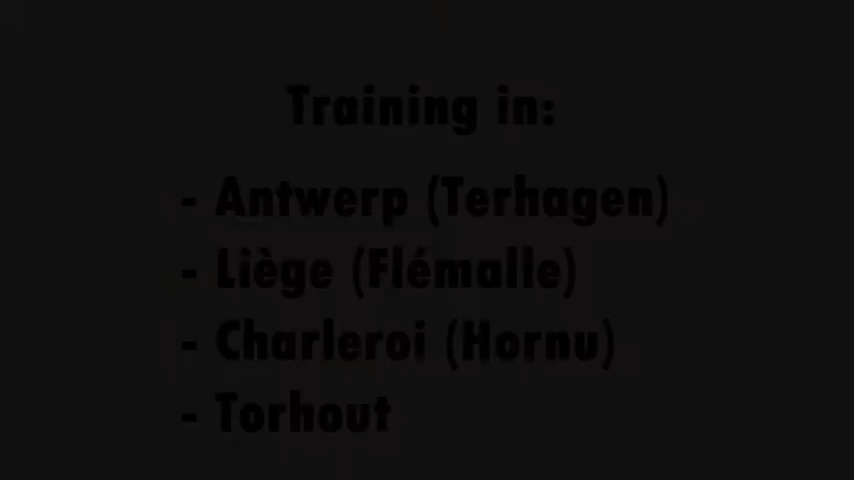 Training in:
- Antwerp (Terhagen)
- Liège (Flémalle)
- Charleroi (Hornu)
- Torhout